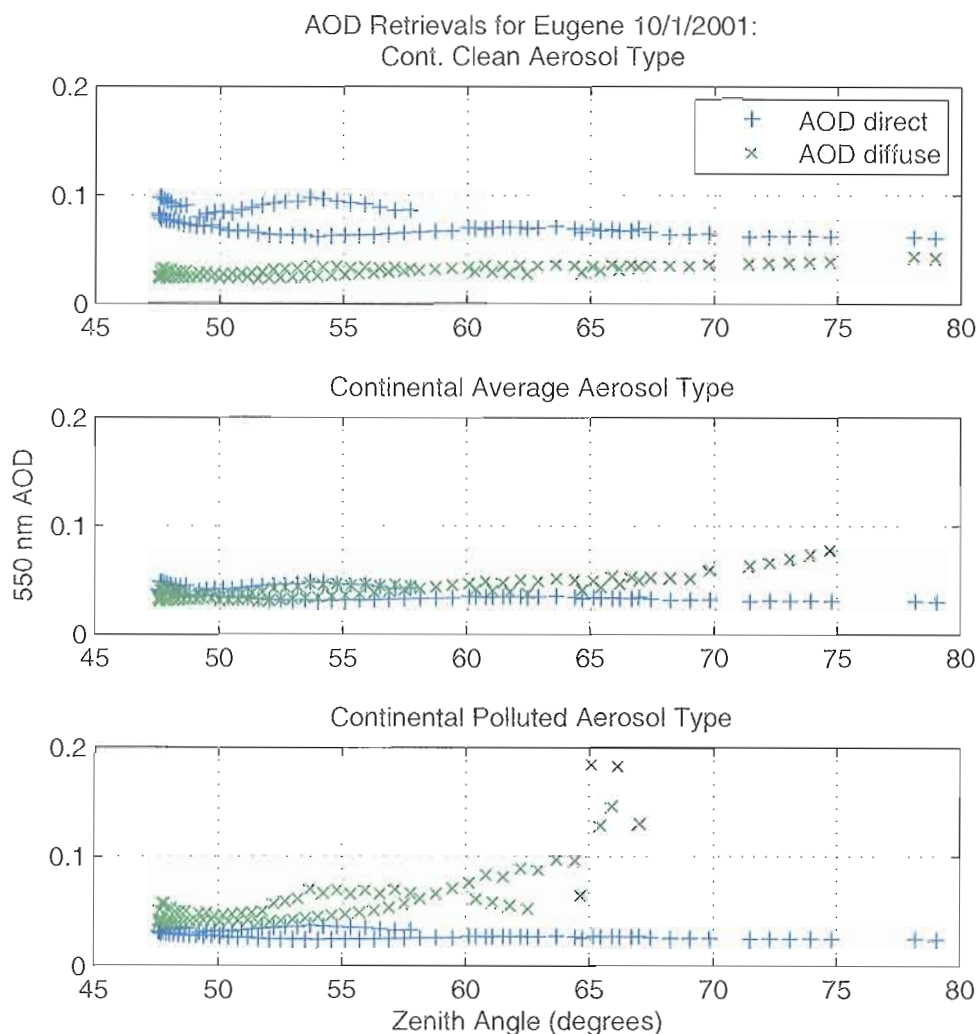 AOD Retrievals for Eugene 10/1/2001:
Cont. Clean Aerosol Type
0.2
0.1
0
AOD direct
AOD diffuse
45 50 55 60 65 70 75 80
Continental Average Aerosol Type
550 nm AOD
0.2
0.1
0
45 50 55 60 65 70 75 80
Continental Polluted Aerosol Type
0.2
0.1
0
45 50 55 60 65 70 75 80
Zenith Angle (degrees)